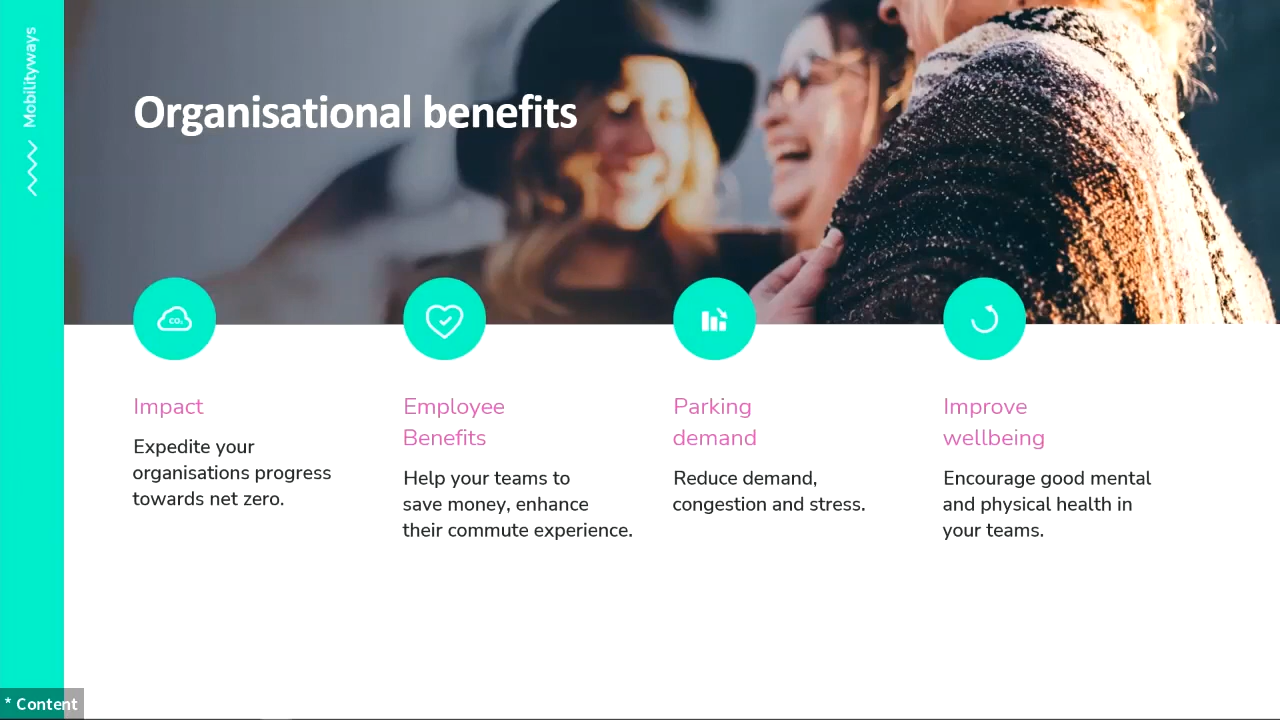 Mobilityways
Organisational benefits
CO₂
Impact
Expedite your
organisations progress
towards net zero.
Employee
Benefits
Help your teams to
save money, enhance
their commute experience.
Parking
demand
Reduce demand,
congestion and stress.
Improve
wellbeing
Encourage good mental
and physical health in
your teams.
* Content